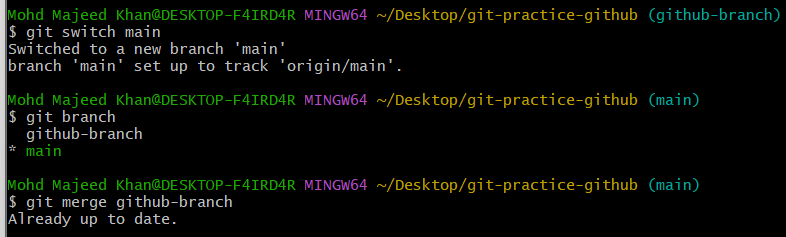 Mohd Majeed Khan@DESKTOP-F4IRD4R MINGW64 ~/Desktop/git-practice-github (github-branch)
$ git switch main
Switched to a new branch 'main'
branch 'main' set up to track 'origin/main'.
Mohd Majeed Khan@DESKTOP-F4IRD4R MINGW64 ~/Desktop/git-practice-github (main)
$ git branch
  github-branch
* main
Mohd Majeed Khan@DESKTOP-F4IRD4R MINGW64 ~/Desktop/git-practice-github (main)
$ git merge github-branch
Already up to date.